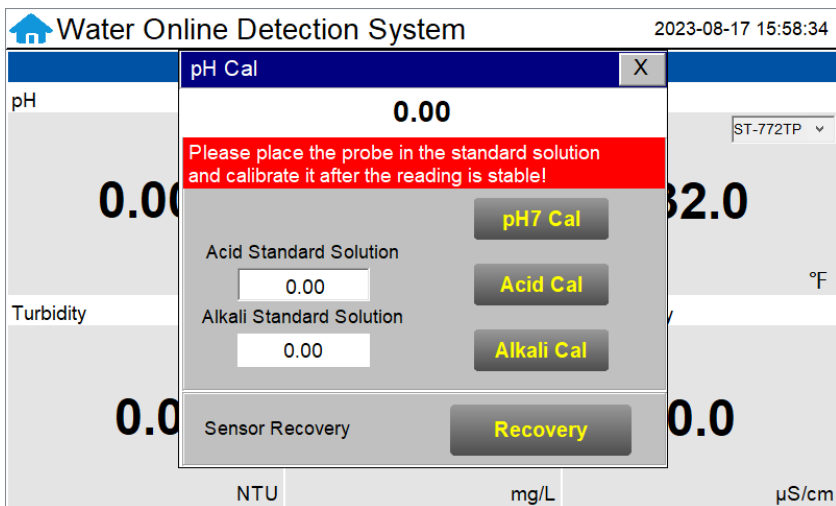 Water Online Detection System
2023-08-17 15:58:34
pH Cal
X
pH
0.00
ST-772TP
Please place the probe in the standard solution
and calibrate it after the reading is stable!
0.00
32.0
pH7 Cal
Acid Standard Solution
0.00
Acid Cal
°F
Turbidity
Alkali Standard Solution
0.00
Alkali Cal
0.0
0.0
Sensor Recovery
Recovery
NTU
mg/L
µS/cm